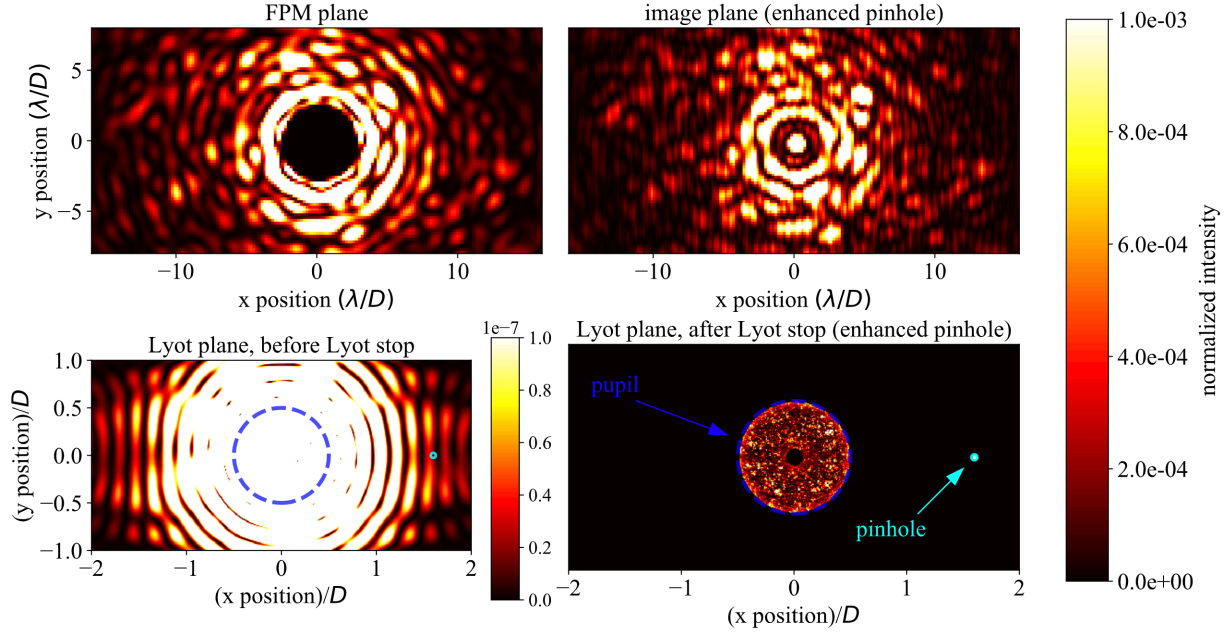 FPM plane
image plane (enhanced pinhole)
y position (λ/D)
5
0
−5
−10
0
10
x position (λ/D)
−10
0
10
x position (λ/D)
1.0e-03
8.0e-04
6.0e-04
4.0e-04
2.0e-04
0.0e+00
normalized intensity
Lyot plane, before Lyot stop
(y position)/D
1.0
0.5
0.0
−0.5
−1.0
−2
−1
0
1
2
(x position)/D
1e-7
1.0
0.8
0.6
0.4
0.2
0.0
Lyot plane, after Lyot stop (enhanced pinhole)
pupil
pinhole
−2
−1
0
1
2
(x position)/D